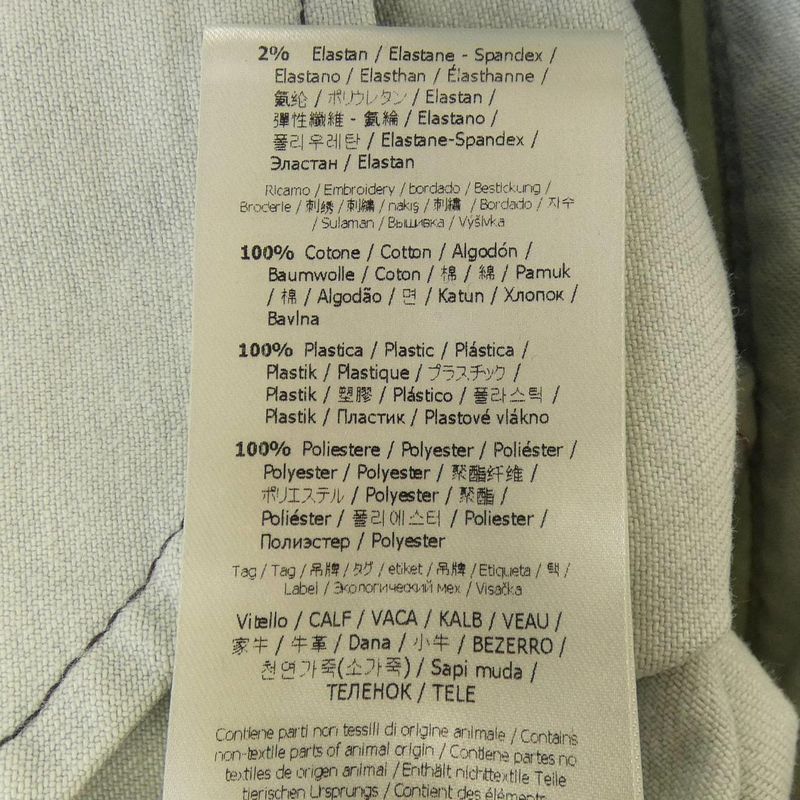 2% Elastan / Elastane - Spandex /
Elastano / Elasthan / Élasthanne /
氨纶 / ポリウレタン / Elastan /
彈性纖維 - 氨綸 / Elastano /
폴리우레탄 / Elastane-Spandex /
Эластан / Elastan
Ricamo / Embroidery / bordado / Bestickung /
Broderie / 刺绣 / 刺繍 / nakış / 刺繡 / Bordado / 자수
/ Sulaman / Вышивка / Výšivka
100% Cotone / Cotton / Algodón /
Baumwolle / Coton / 棉 / 綿 / Pamuk
/ 棉 / Algodão / 면 / Katun / Хлопок /
Bavlna
100% Plastica / Plastic / Plástica /
Plastik / Plastique / プラスチック /
Plastik / 塑膠 / Plástico / 플라스틱 /
Plastik / Пластик / Plastové vlákno
100% Poliestere / Polyester / Poliéster /
Polyester / Polyester / 聚酯纤维 /
ポリエステル / Polyester / 聚酯 /
Poliéster / 폴리에스터 / Poliester /
Полиэстер / Polyester
Tag / Tag / 吊牌 / タグ / etiket / 吊牌 / Etiqueta / 택 /
Label / Экологический мех / Visačka
Vitello / CALF / VACA / KALB / VEAU /
家牛 / 牛革 / Dana / 小牛 / BEZERRO /
천연가죽(소가죽) / Sapi muda /
ТЕЛЕНОК / TELE
Contiene parti non tessili di origine animale / Contains
non-textile parts of animal origin / Contiene partes no
textiles de origen animal / Enthält nichttextile Teile
tierischen Ursprungs / Contient des éléments